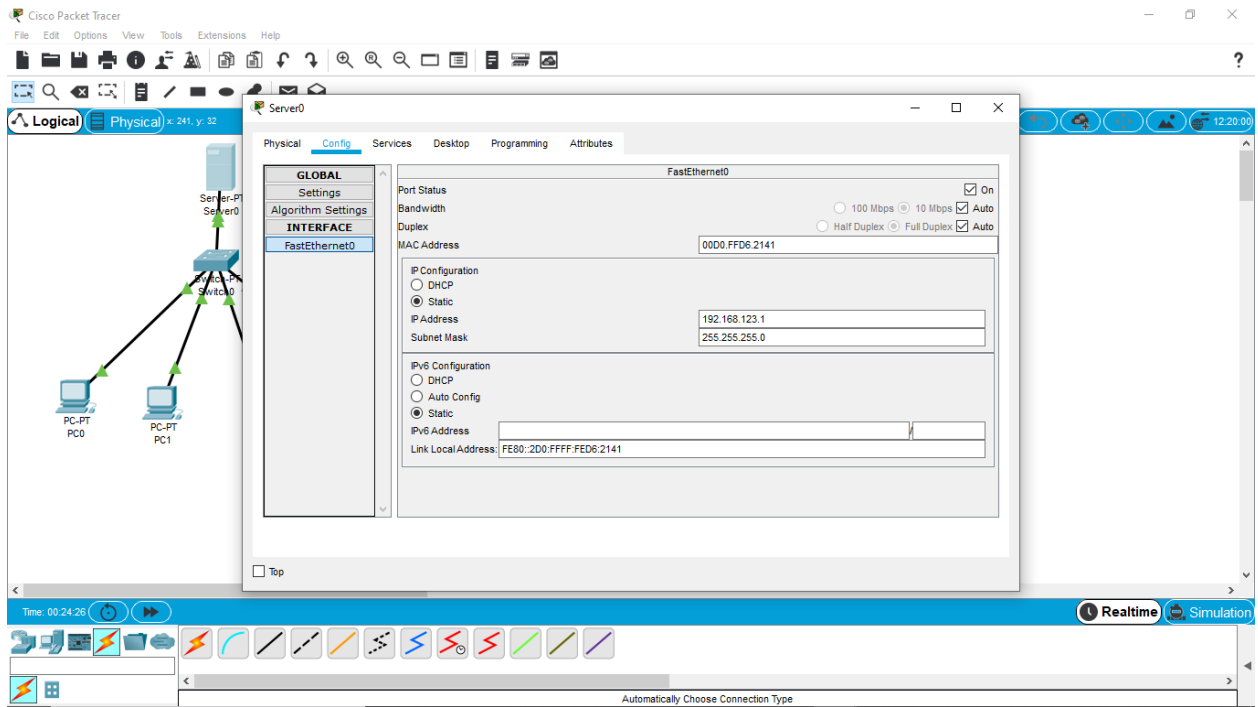 Cisco Packet Tracer
File Edit Options View Tools Extensions Help
?
Logical Physical x: 241, y: 32
12:20:00
Server0
Physical Config Services Desktop Programming Attributes
GLOBAL
Settings
Algorithm Settings
INTERFACE
FastEthernet0
FastEthernet0
Port Status On
Bandwidth 100 Mbps 10 Mbps Auto
Duplex Half Duplex Full Duplex Auto
MAC Address 00D0.FFD6.2141
IP Configuration
DHCP
Static
IP Address 192.168.123.1
Subnet Mask 255.255.255.0
IPv6 Configuration
DHCP
Auto Config
Static
IPv6 Address /
Link Local Address: FE80::2D0:FFFF:FED6:2141
Top
Server-PT
Server0
Switch-PT
Switch0
PC-PT
PC0
PC-PT
PC1
Time: 00:24:26
Realtime Simulation
Automatically Choose Connection Type